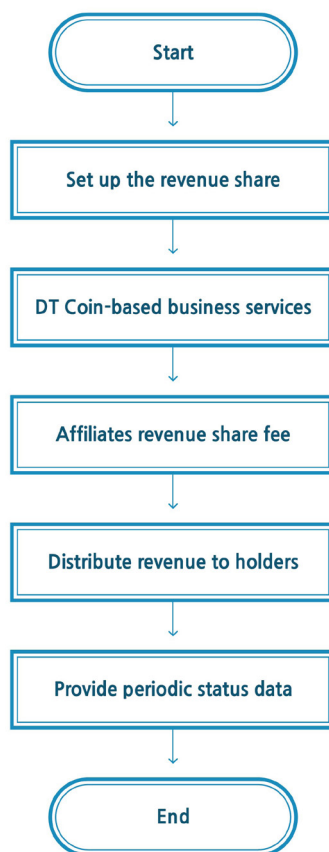 Start
Set up the revenue share
DT Coin-based business services
Affiliates revenue share fee
Distribute revenue to holders
Provide periodic status data
End